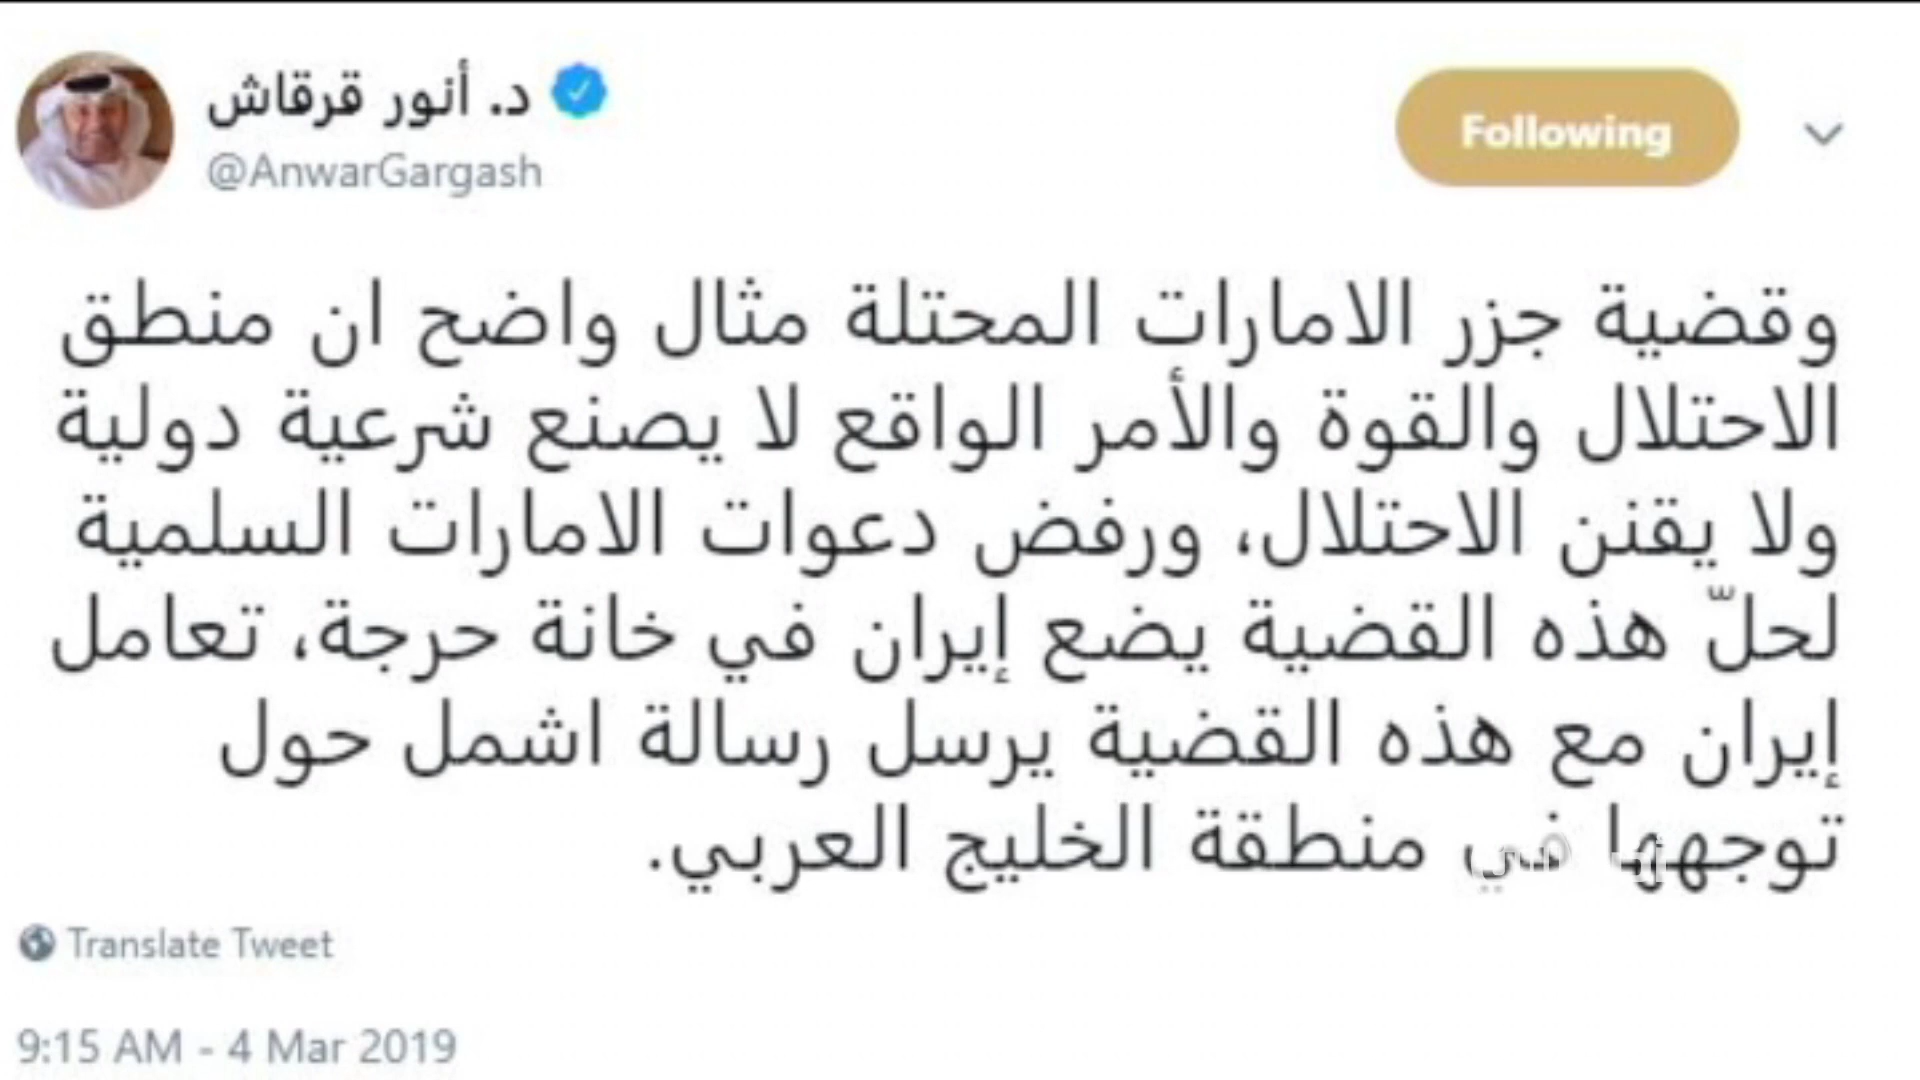 د. أنور قرقاش
@AnwarGargash
Following
وقضية جزر الامارات المحتلة مثال واضح ان منطق
الاحتلال والقوة والأمر الواقع لا يصنع شرعية دولية
ولا يقنن الاحتلال، ورفض دعوات الامارات السلمية
لحلّ هذه القضية يضع إيران في خانة حرجة، تعامل
إيران مع هذه القضية يرسل رسالة اشمل حول
توجهها في منطقة الخليج العربي.
Translate Tweet
9:15 AM - 4 Mar 2019